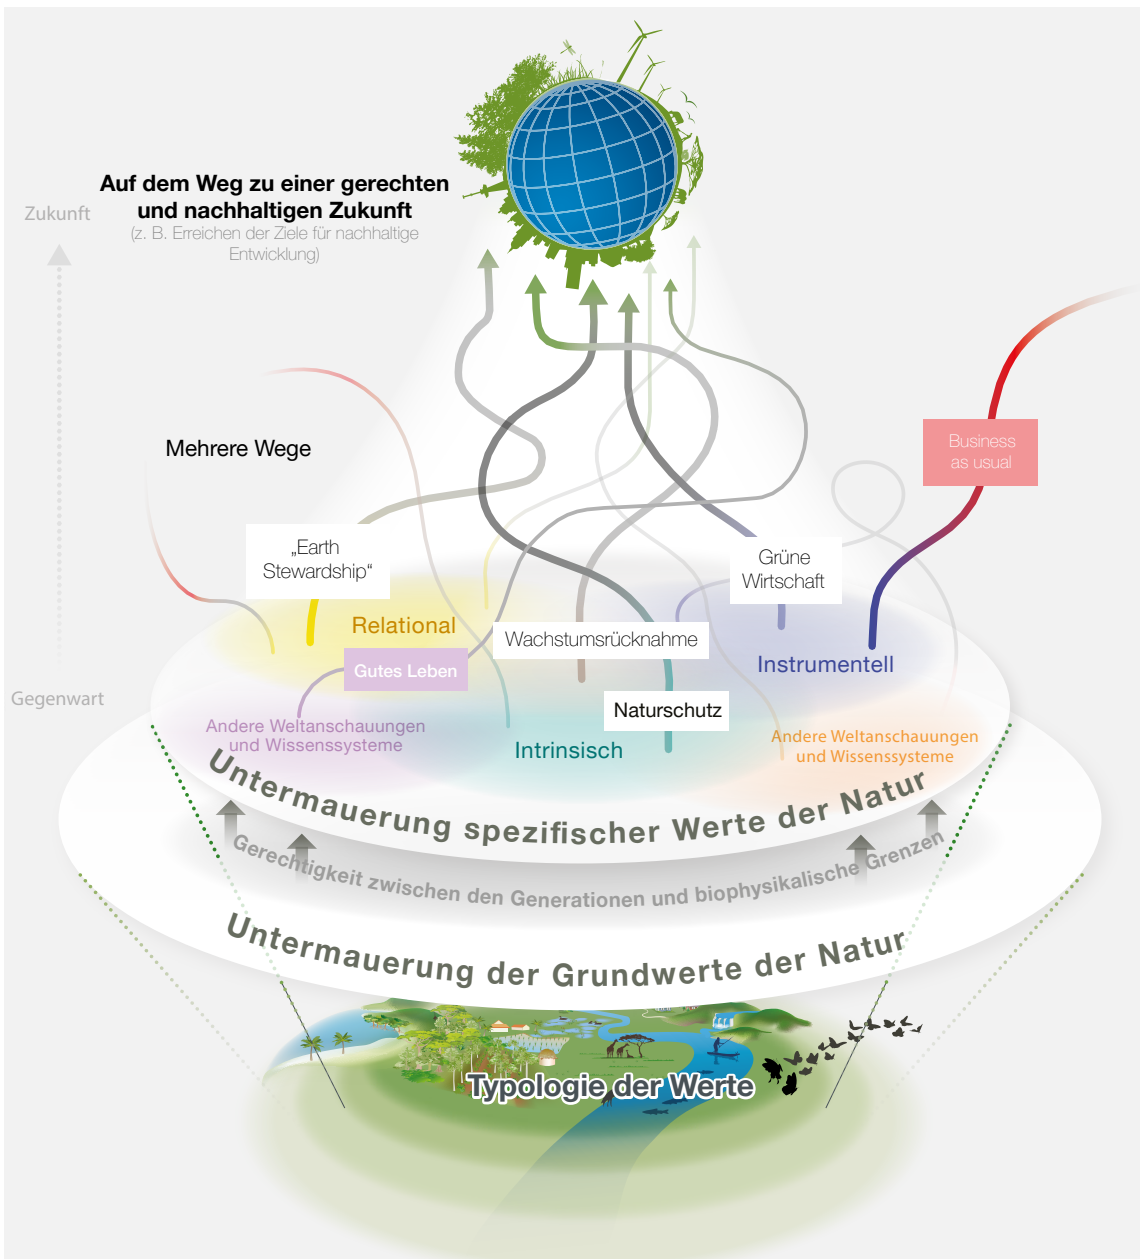 Auf dem Weg zu einer gerechten
und nachhaltigen Zukunft
(z. B. Erreichen der Ziele für nachhaltige
Entwicklung)
Zukunft
Mehrere Wege
Business
as usual
„Earth
Stewardship“
Grüne
Wirtschaft
Relational
Wachstumsrücknahme
Gutes Leben
Instrumentell
Gegenwart
Naturschutz
Andere Weltanschauungen
und Wissenssysteme
Intrinsisch
Andere Weltanschauungen
und Wissenssysteme
Untermauerung spezifischer Werte der Natur
Gerechtigkeit zwischen den Generationen und biophysikalische Grenzen
Untermauerung der Grundwerte der Natur
Typologie der Werte